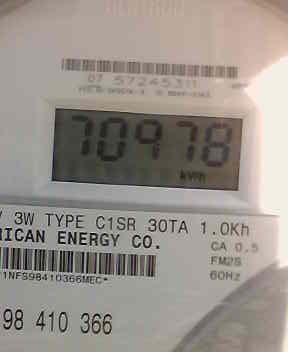 07 57245311
70978
kWh
V 3W TYPE C1SR 30TA 1.0Kh
RICAN ENERGY CO.
CA 0.5
FM2S
60Hz
1NFS98410366MEC*
98 410 366